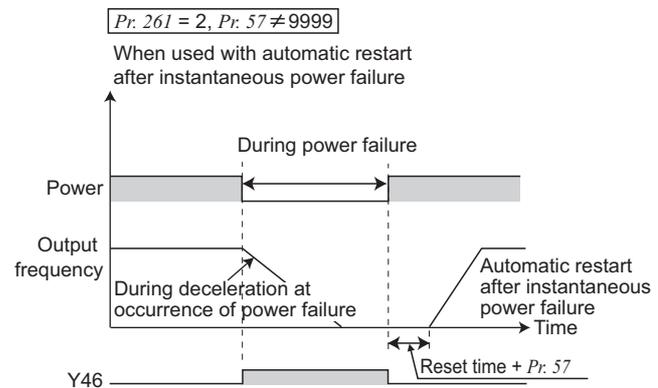 Pr. 261 = 2, Pr. 57 ≠ 9999
When used with automatic restart
after instantaneous power failure
During power failure
Power
Output
frequency
During deceleration at
occurrence of power failure
Automatic restart
after instantaneous
power failure
Time
Reset time + Pr. 57
Y46